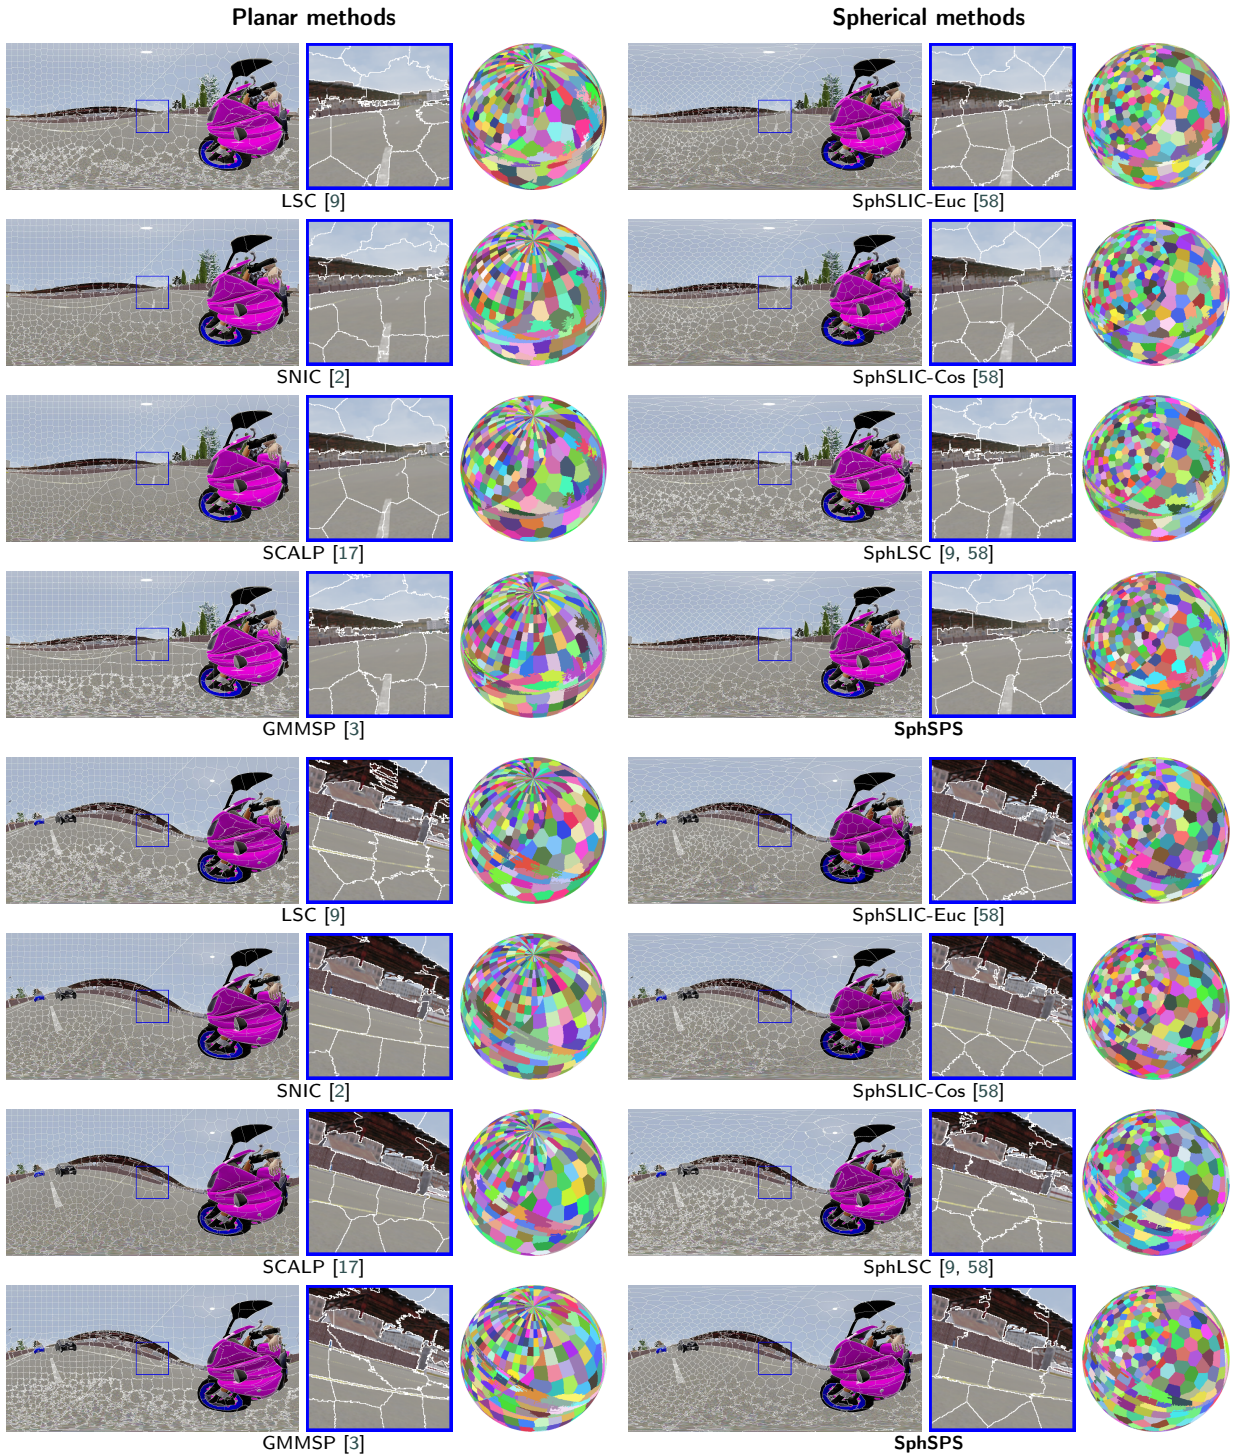 Planar methods
Spherical methods
LSC [9]
SphSLIC-Euc [58]
SNIC [2]
SphSLIC-Cos [58]
SCALP [17]
SphLSC [9, 58]
GMMSP [3]
SphSPS
LSC [9]
SphSLIC-Euc [58]
SNIC [2]
SphSLIC-Cos [58]
SCALP [17]
SphLSC [9, 58]
GMMSP [3]
SphSPS